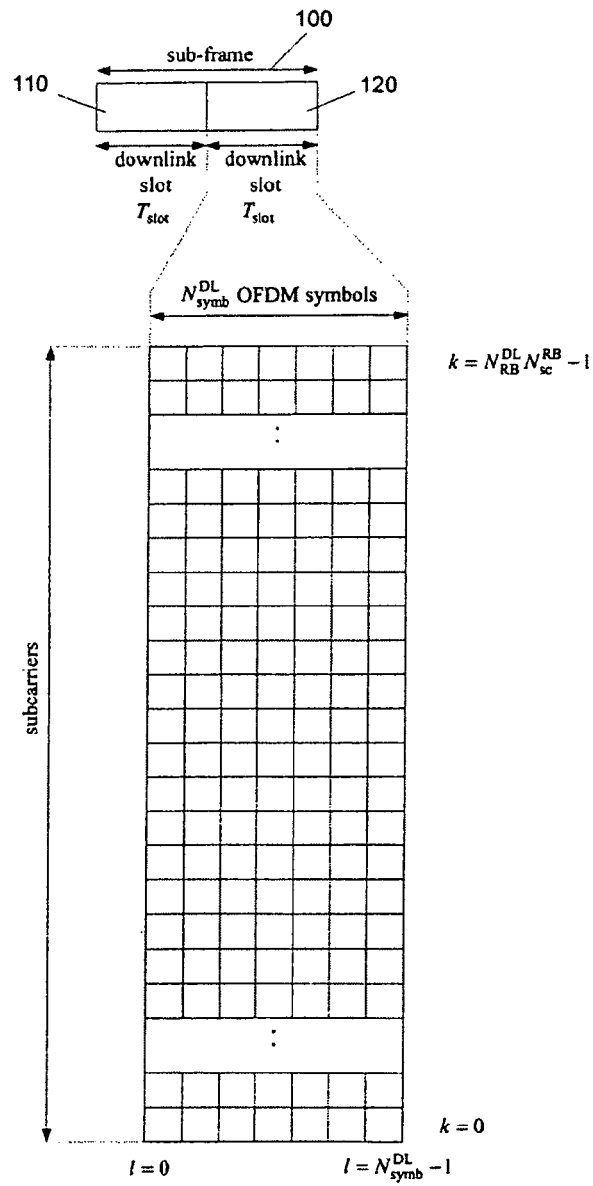 100
sub-frame
110
120
downlink slot T_slot
downlink slot T_slot
N_symb^DL OFDM symbols
k = N_RB^DL N_sc^RB − 1
:
subcarriers
:
k = 0
l = 0
l = N_symb^DL − 1